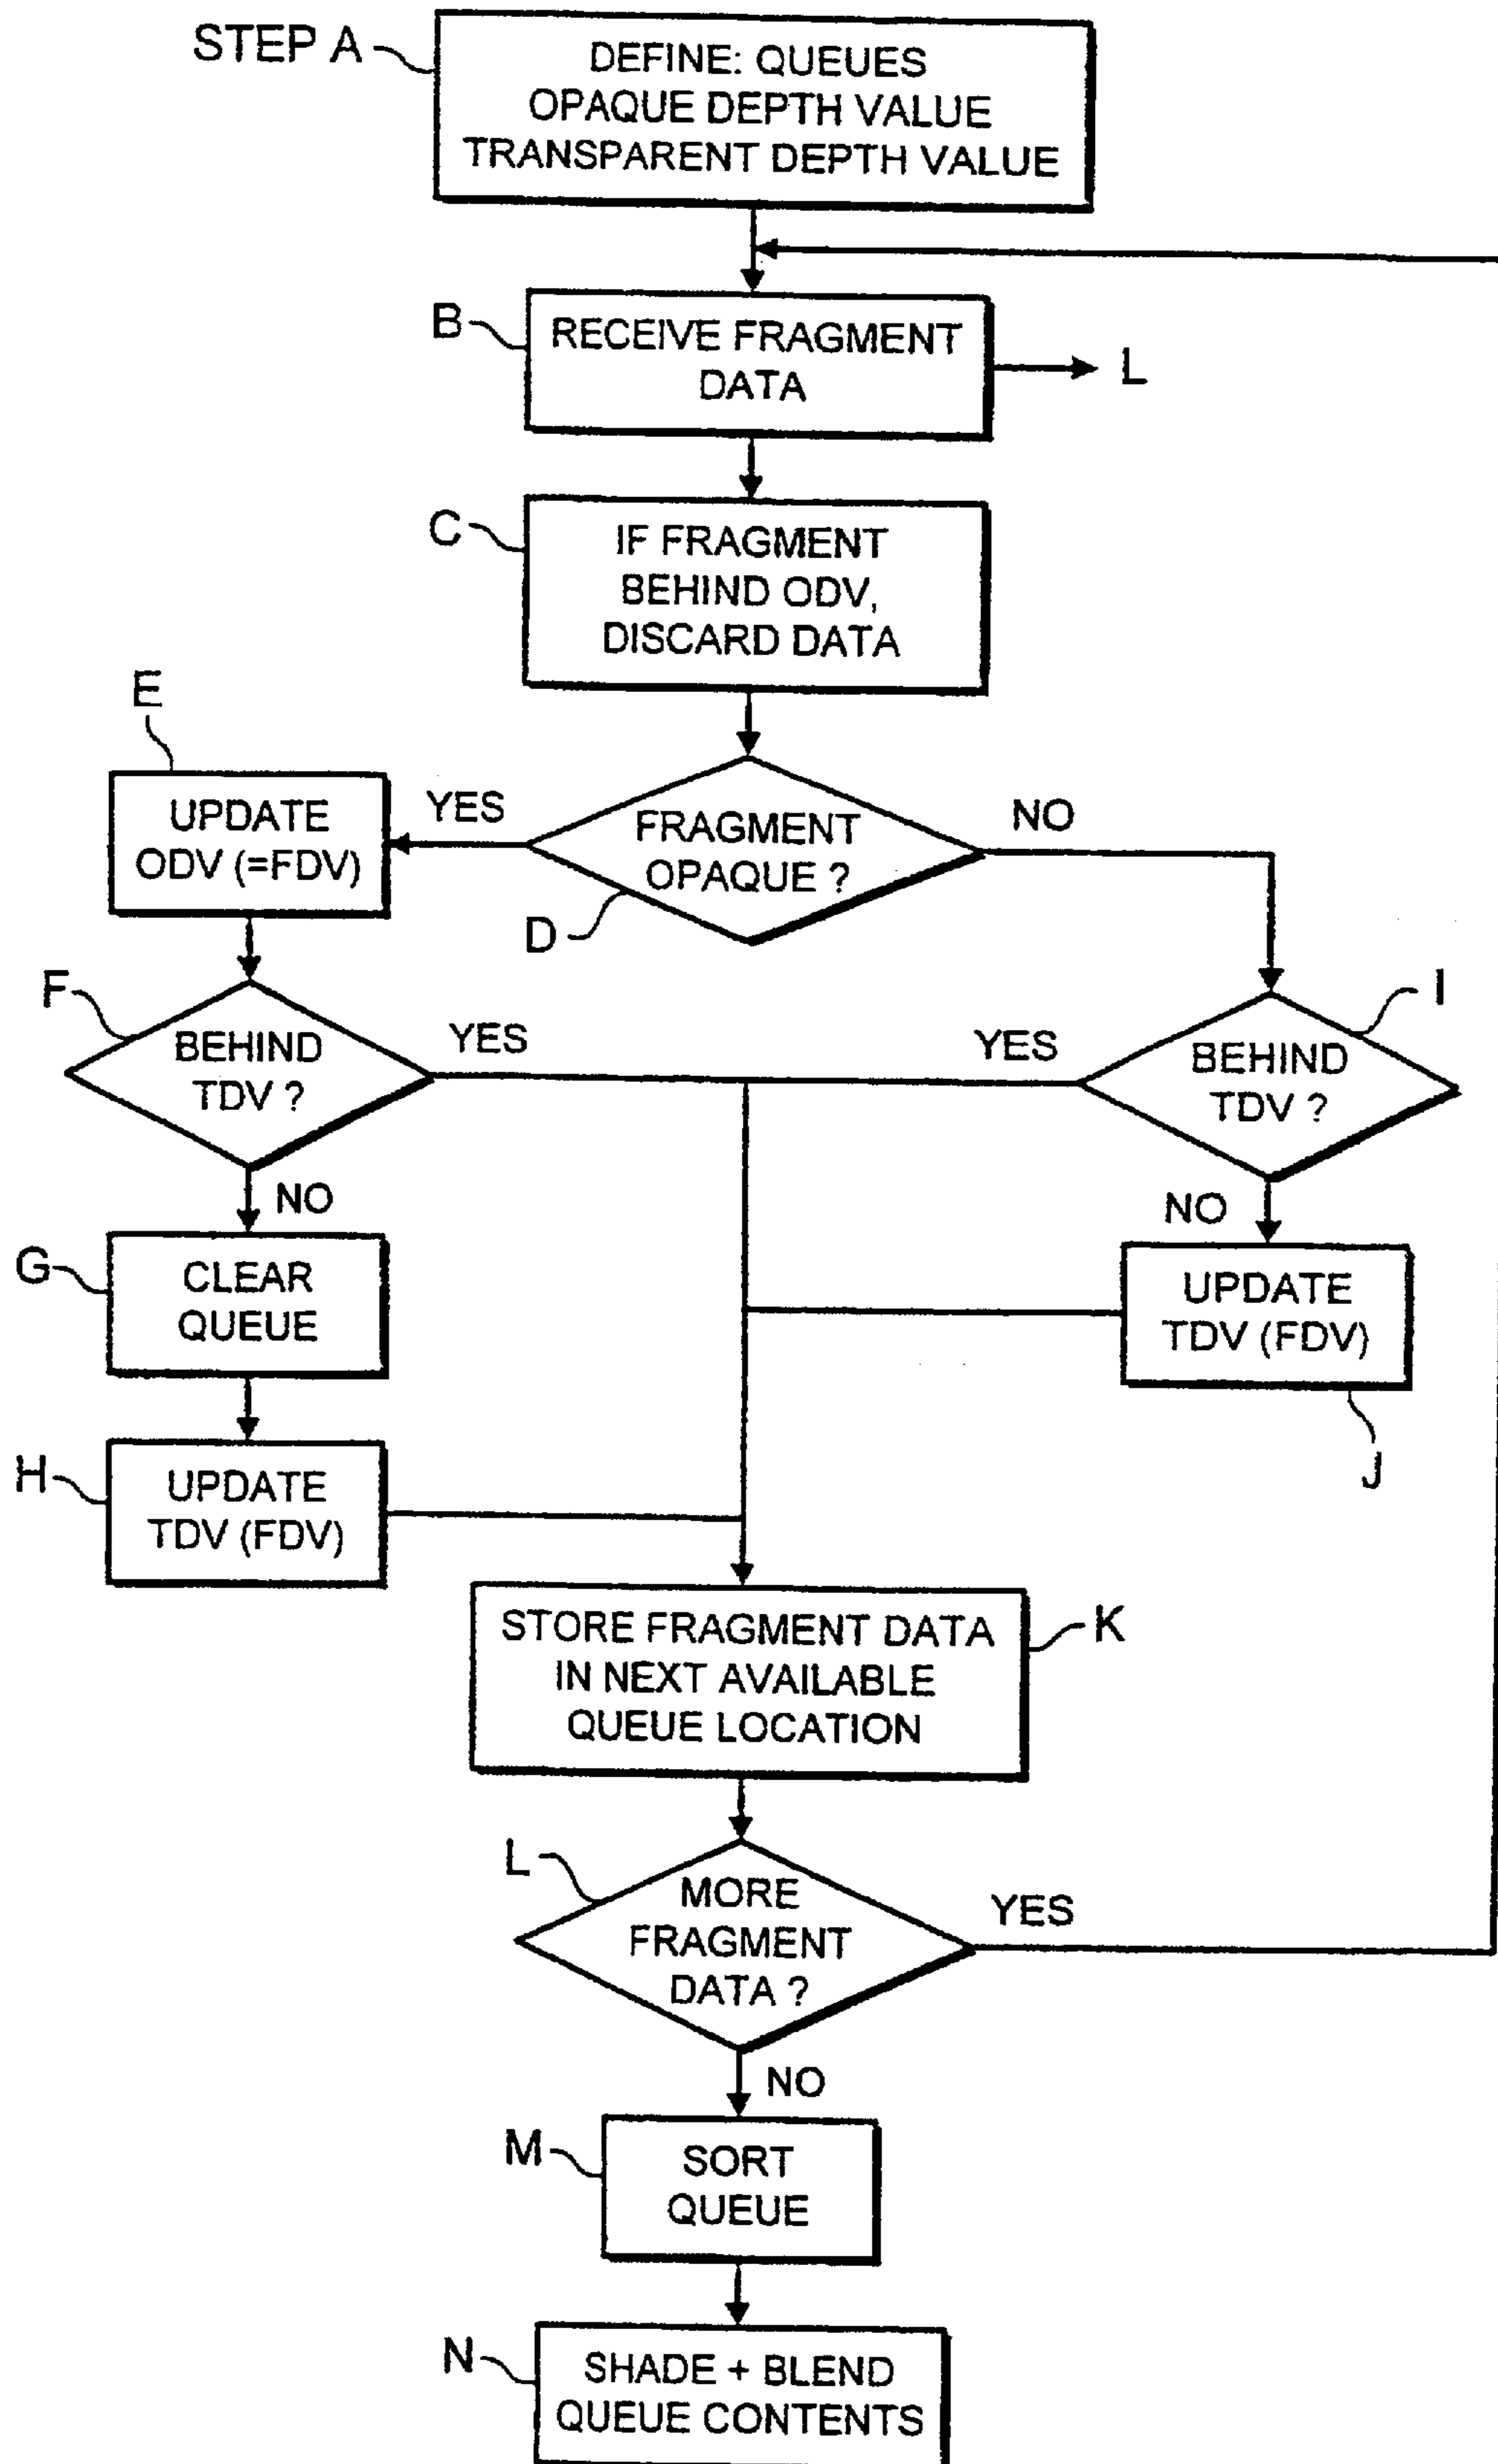 STEP A
DEFINE: QUEUES
OPAQUE DEPTH VALUE
TRANSPARENT DEPTH VALUE
B
RECEIVE FRAGMENT
DATA
L
C
IF FRAGMENT
BEHIND ODV,
DISCARD DATA
E
UPDATE
ODV (=FDV)
YES
FRAGMENT
OPAQUE ?
NO
D
F
BEHIND
TDV ?
YES
YES
BEHIND
TDV ?
I
NO
NO
G
CLEAR
QUEUE
UPDATE
TDV (FDV)
J
H
UPDATE
TDV (FDV)
STORE FRAGMENT DATA
IN NEXT AVAILABLE
QUEUE LOCATION
K
L
MORE
FRAGMENT
DATA ?
YES
NO
M
SORT
QUEUE
N
SHADE + BLEND
QUEUE CONTENTS